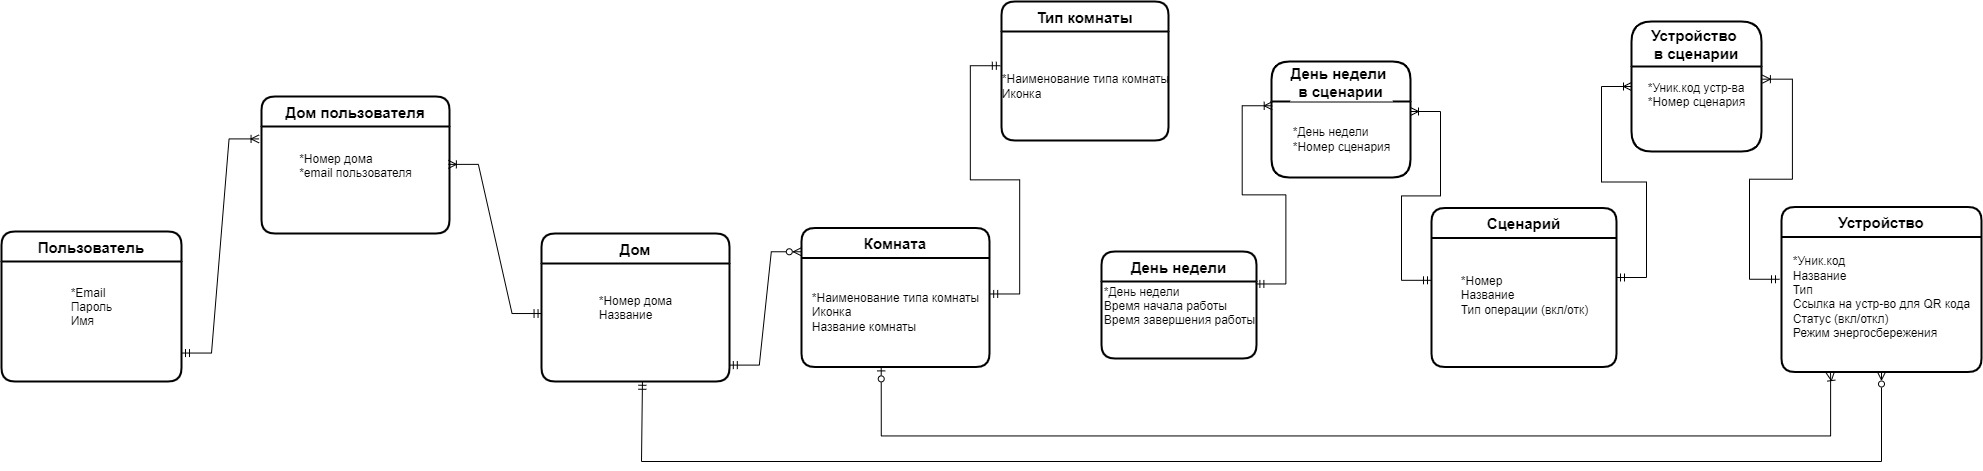 Пользователь
*Email
Пароль
Имя
Дом пользователя
*Номер дома
*email пользователя
Дом
*Номер дома
Название
Комната
*Наименование типа комнаты
Иконка
Название комнаты
Тип комнаты
*Наименование типа комнаты
Иконка
День недели
*День недели
Время начала работы
Время завершения работы
День недели
в сценарии
*День недели
*Номер сценария
Сценарий
*Номер
Название
Тип операции (вкл/отк)
Устройство
в сценарии
*Уник.код устр-ва
*Номер сценария
Устройство
*Уник.код
Название
Тип
Ссылка на устр-во для QR кода
Статус (вкл/откл)
Режим энергосбережения